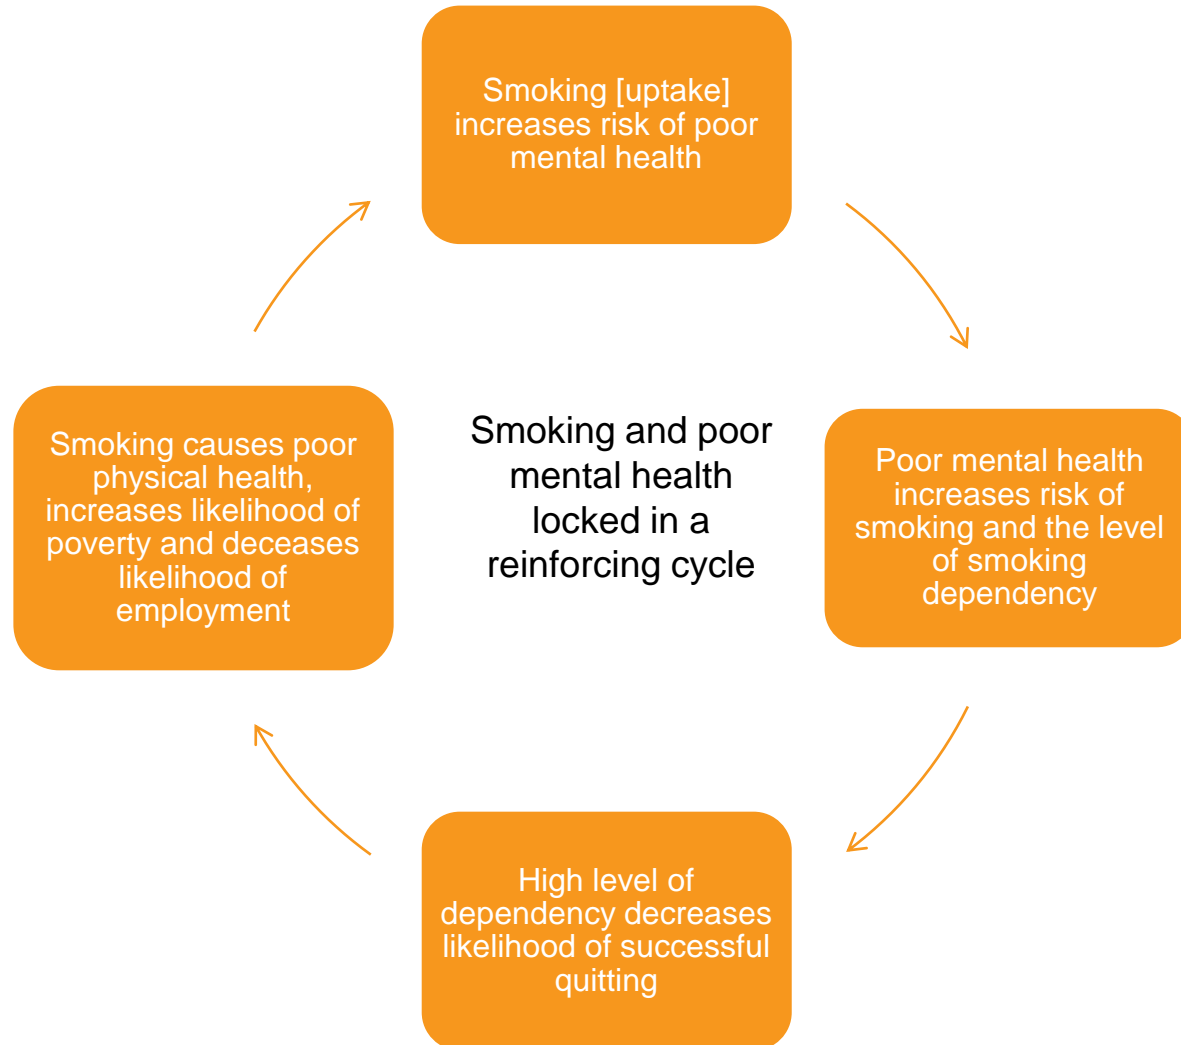 Smoking [uptake]
increases risk of poor
mental health
Smoking causes poor
physical health,
increases likelihood of
poverty and deceases
likelihood of
employment
Smoking and poor
mental health
locked in a
reinforcing cycle
Poor mental health
increases risk of
smoking and the level
of smoking
dependency
High level of
dependency decreases
likelihood of successful
quitting